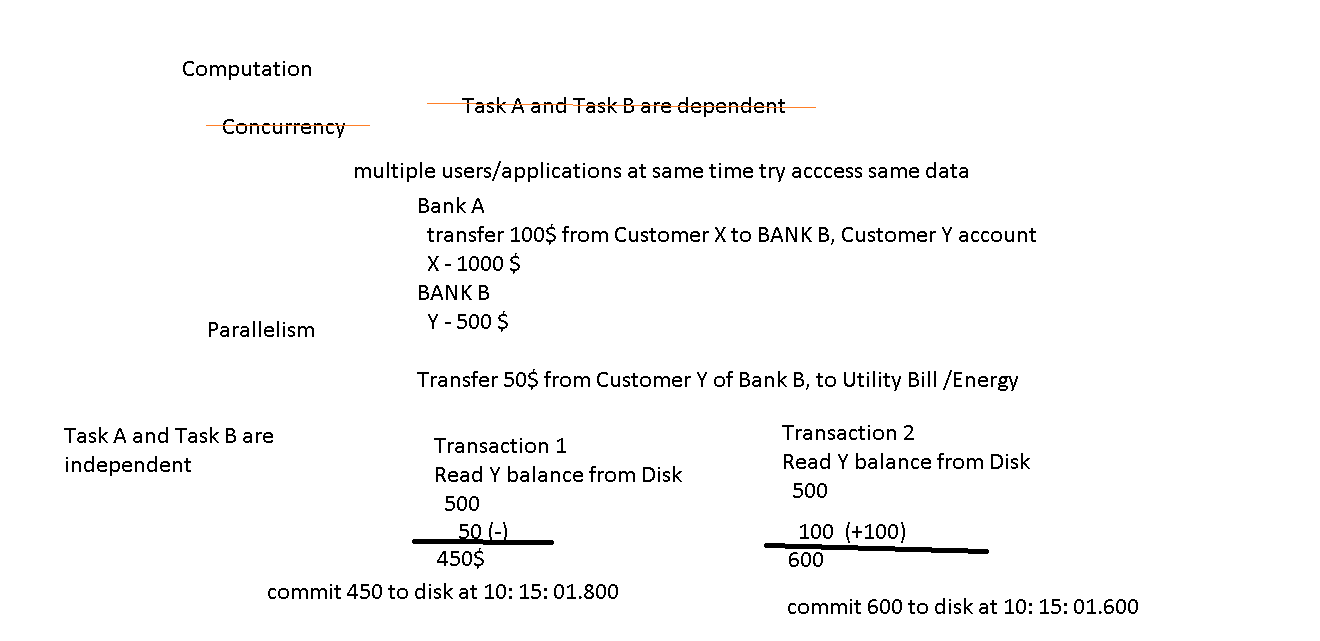 Computation
Task A and Task B are dependent
Concurrency
multiple users/applications at same time try acccess same data
Bank A
transfer 100$ from Customer X to BANK B, Customer Y account
X - 1000 $
BANK B
Y - 500 $
Parallelism
Transfer 50$ from Customer Y of Bank B, to Utility Bill /Energy
Task A and Task B are
independent
Transaction 1
Read Y balance from Disk
500
50 (-)
450$
commit 450 to disk at 10: 15: 01.800
Transaction 2
Read Y balance from Disk
500
100 (+100)
600
commit 600 to disk at 10: 15: 01.600